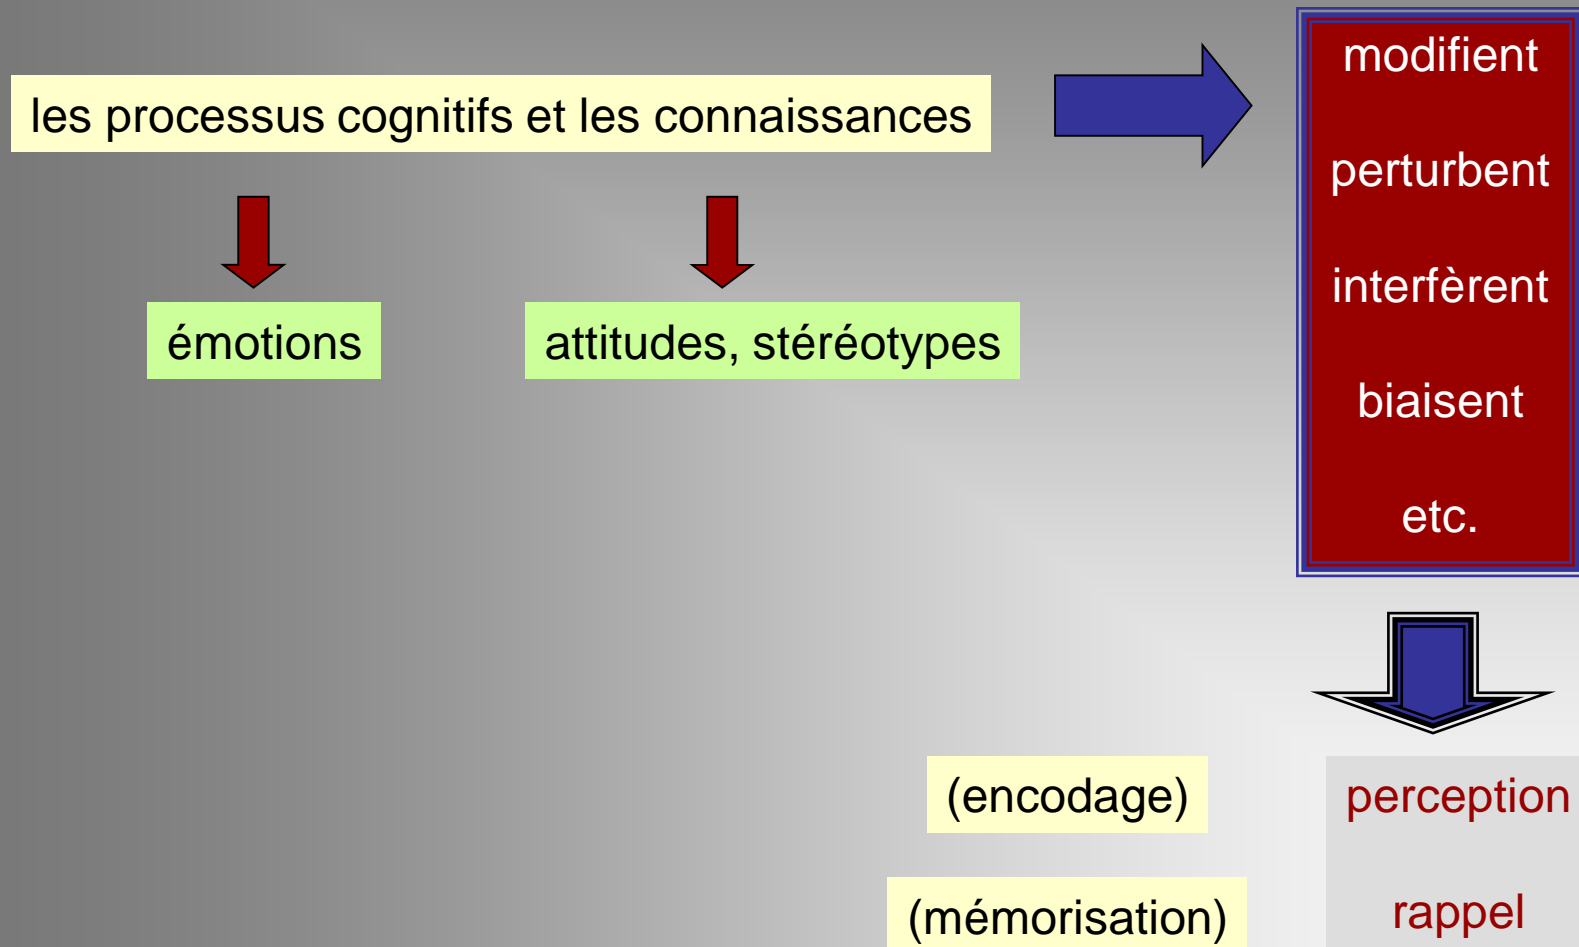 les processus cognitifs et les connaissances
émotions
attitudes, stéréotypes
modifient
perturbent
interfèrent
biaisent
etc.
(encodage)
perception
(mémorisation)
rappel